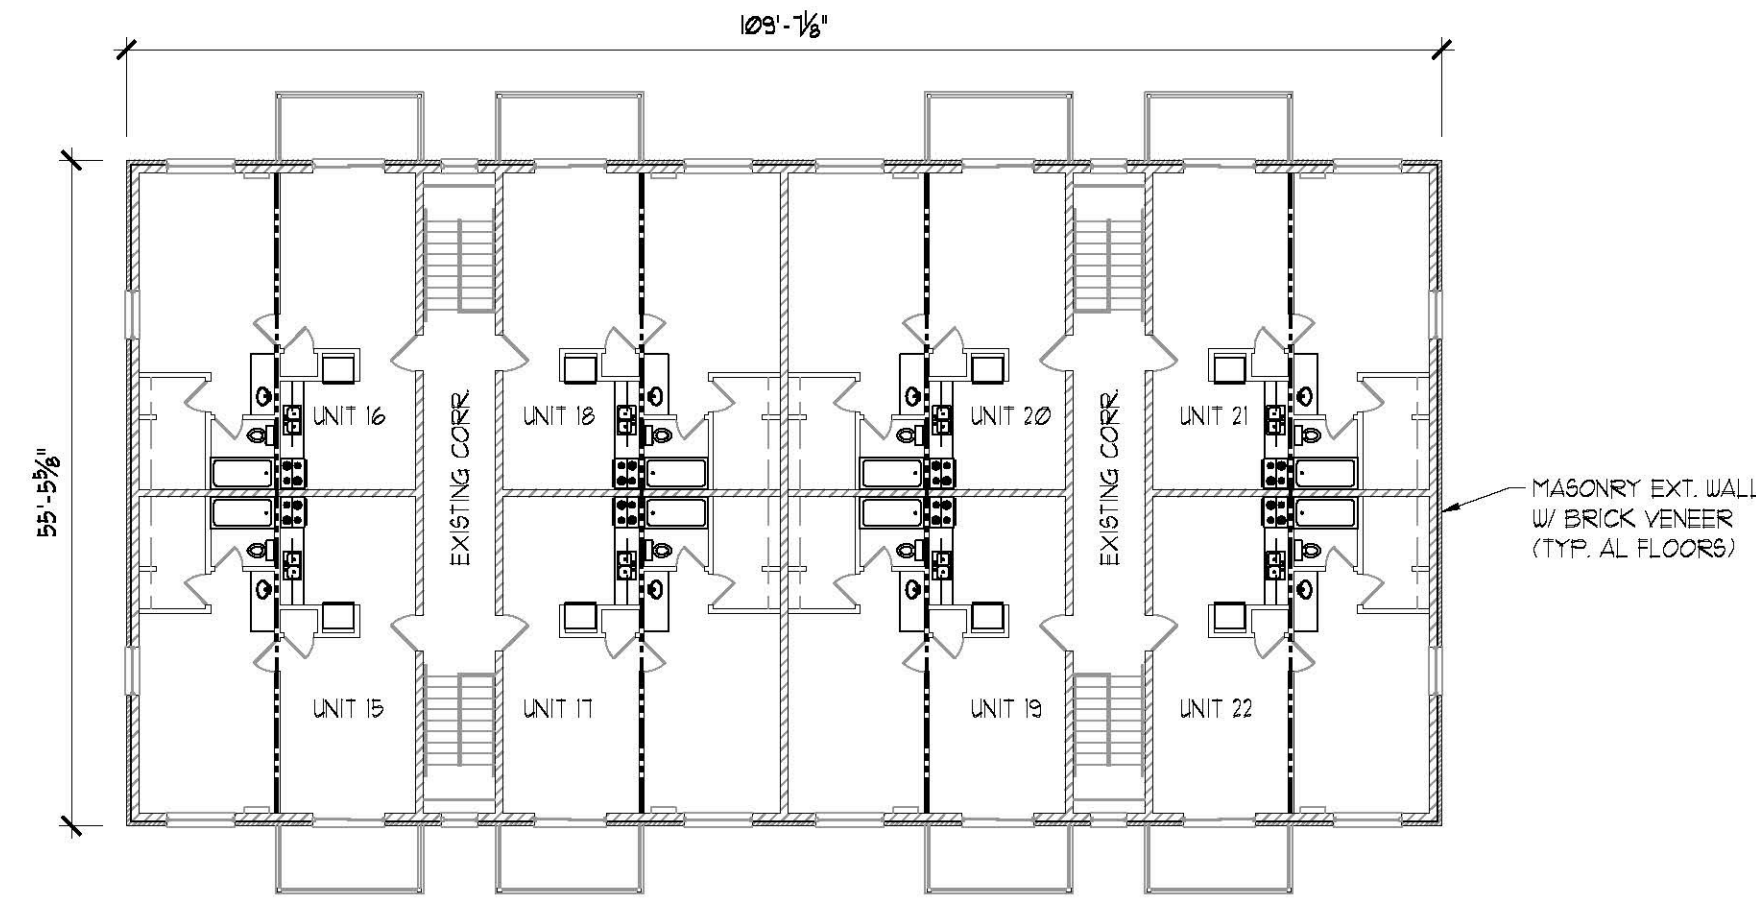 109'-7⅛"
55'-5⅝"
UNIT 16
EXISTING CORR.
UNIT 18
UNIT 20
EXISTING CORR.
UNIT 21
MASONRY EXT. WALL
W/ BRICK VENEER
(TYP. AL FLOORS)
UNIT 15
UNIT 17
UNIT 19
UNIT 22